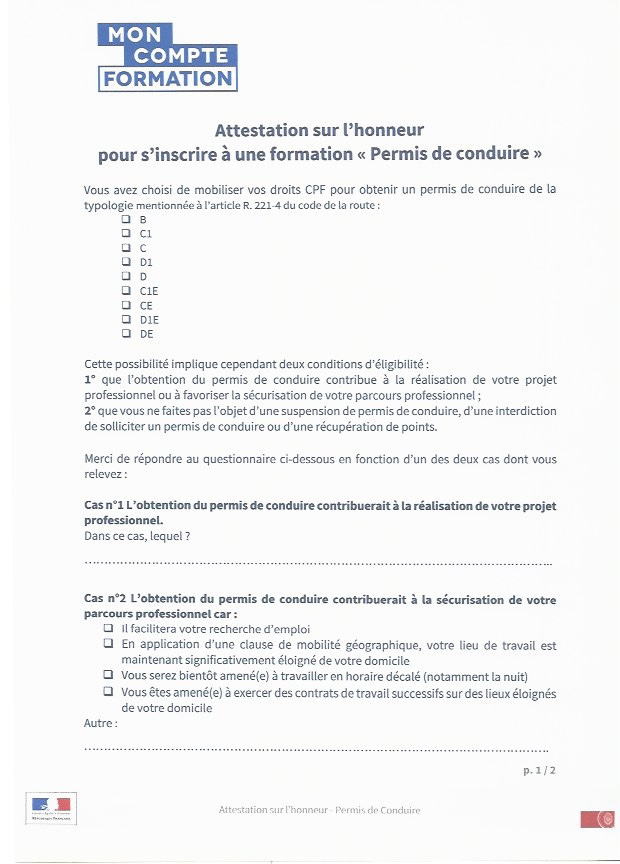 MON
COMPTE
FORMATION
Attestation sur l'honneur
pour s'inscrire à une formation « Permis de conduire »
Vous avez choisi de mobiliser vos droits CPF pour obtenir un permis de conduire de la
typologie mentionnée à l'article R. 221-4 du code de la route :
❑ B
❑ C1
❑ C
❑ D1
❑ D
❑ C1E
❑ CE
❑ D1E
❑ DE
Cette possibilité implique cependant deux conditions d'éligibilité :
1° que l'obtention du permis de conduire contribue à la réalisation de votre projet
professionnel ou à favoriser la sécurisation de votre parcours professionnel ;
2° que vous ne faites pas l'objet d'une suspension de permis de conduire, d'une interdiction
de solliciter un permis de conduire ou d'une récupération de points.
Merci de répondre au questionnaire ci-dessous en fonction d'un des deux cas dont vous
relevez :
Cas n°1 L'obtention du permis de conduire contribuerait à la réalisation de votre projet
professionnel.
Dans ce cas, lequel ?
Cas n°2 L'obtention du permis de conduire contribuerait à la sécurisation de votre
parcours professionnel car :
❑ Il facilitera votre recherche d'emploi
❑ En application d'une clause de mobilité géographique, votre lieu de travail est
maintenant significativement éloigné de votre domicile
❑ Vous serez bientôt amené(e) à travailler en horaire décalé (notamment la nuit)
❑ Vous êtes amené(e) à exercer des contrats de travail successifs sur des lieux éloignés
de votre domicile
Autre :
p. 1 / 2
RÉPUBLIQUE FRANÇAISE
Attestation sur l'honneur - Permis de Conduire